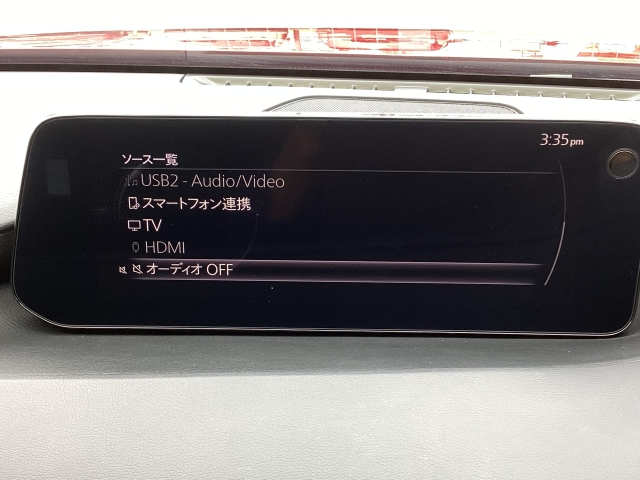 3:35pm
ソース一覧
USB2 - Audio/Video
スマートフォン連携
TV
HDMI
オーディオ OFF